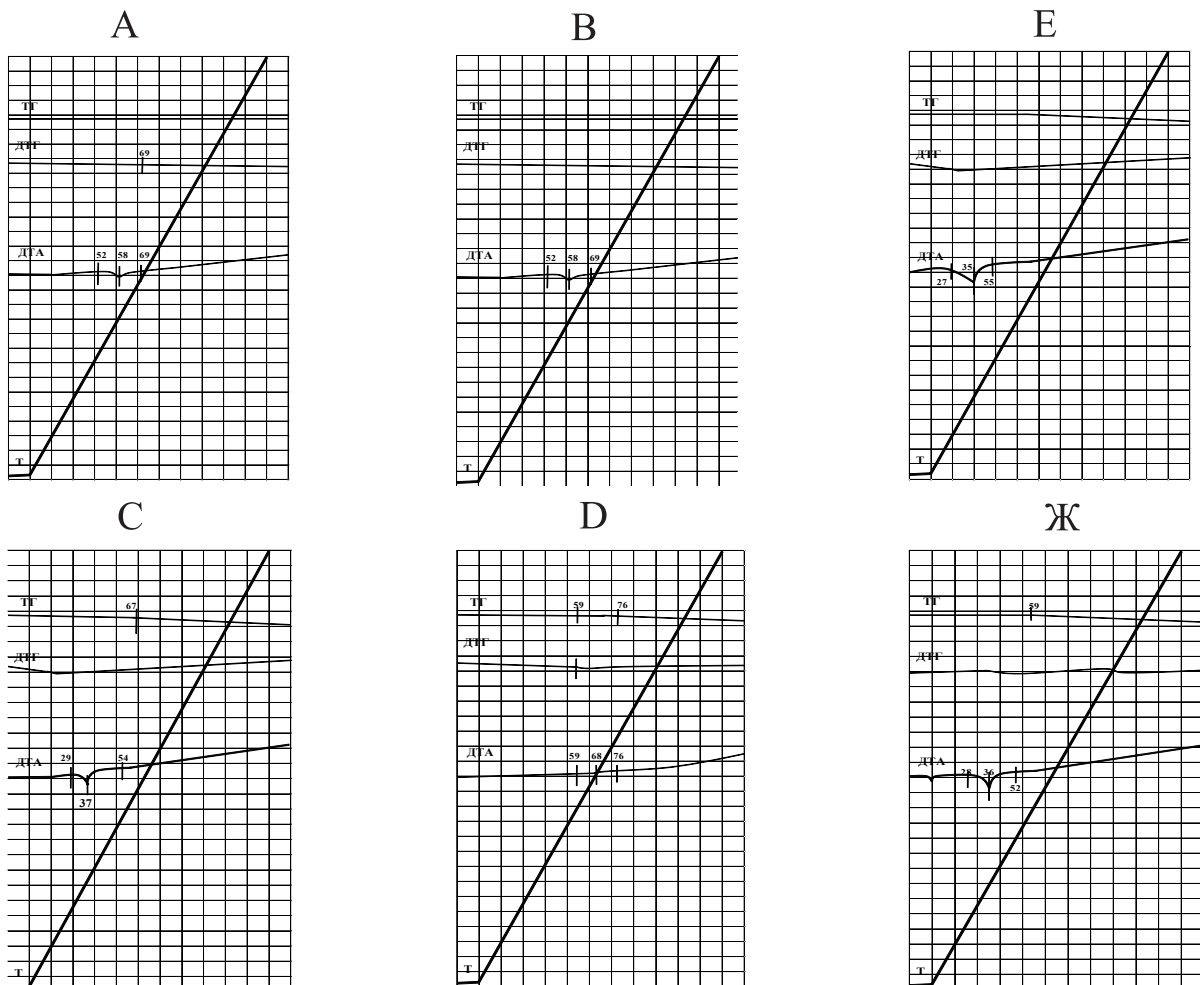 А
ТГ
ДТГ
69
ДТА
52 58 69
Т
В
ТГ
ДТГ
ДТА
52 58 69
Т
Е
ТГ
ДТГ
ДТА
27 35 55
Т
С
ТГ
67
ДТГ
ДТА
29 37 54
Т
D
ТГ
59 76
ДТГ
ДТА
59 68 76
Т
Ж
ТГ
59
ДТГ
ДТА
28 36 52
Т